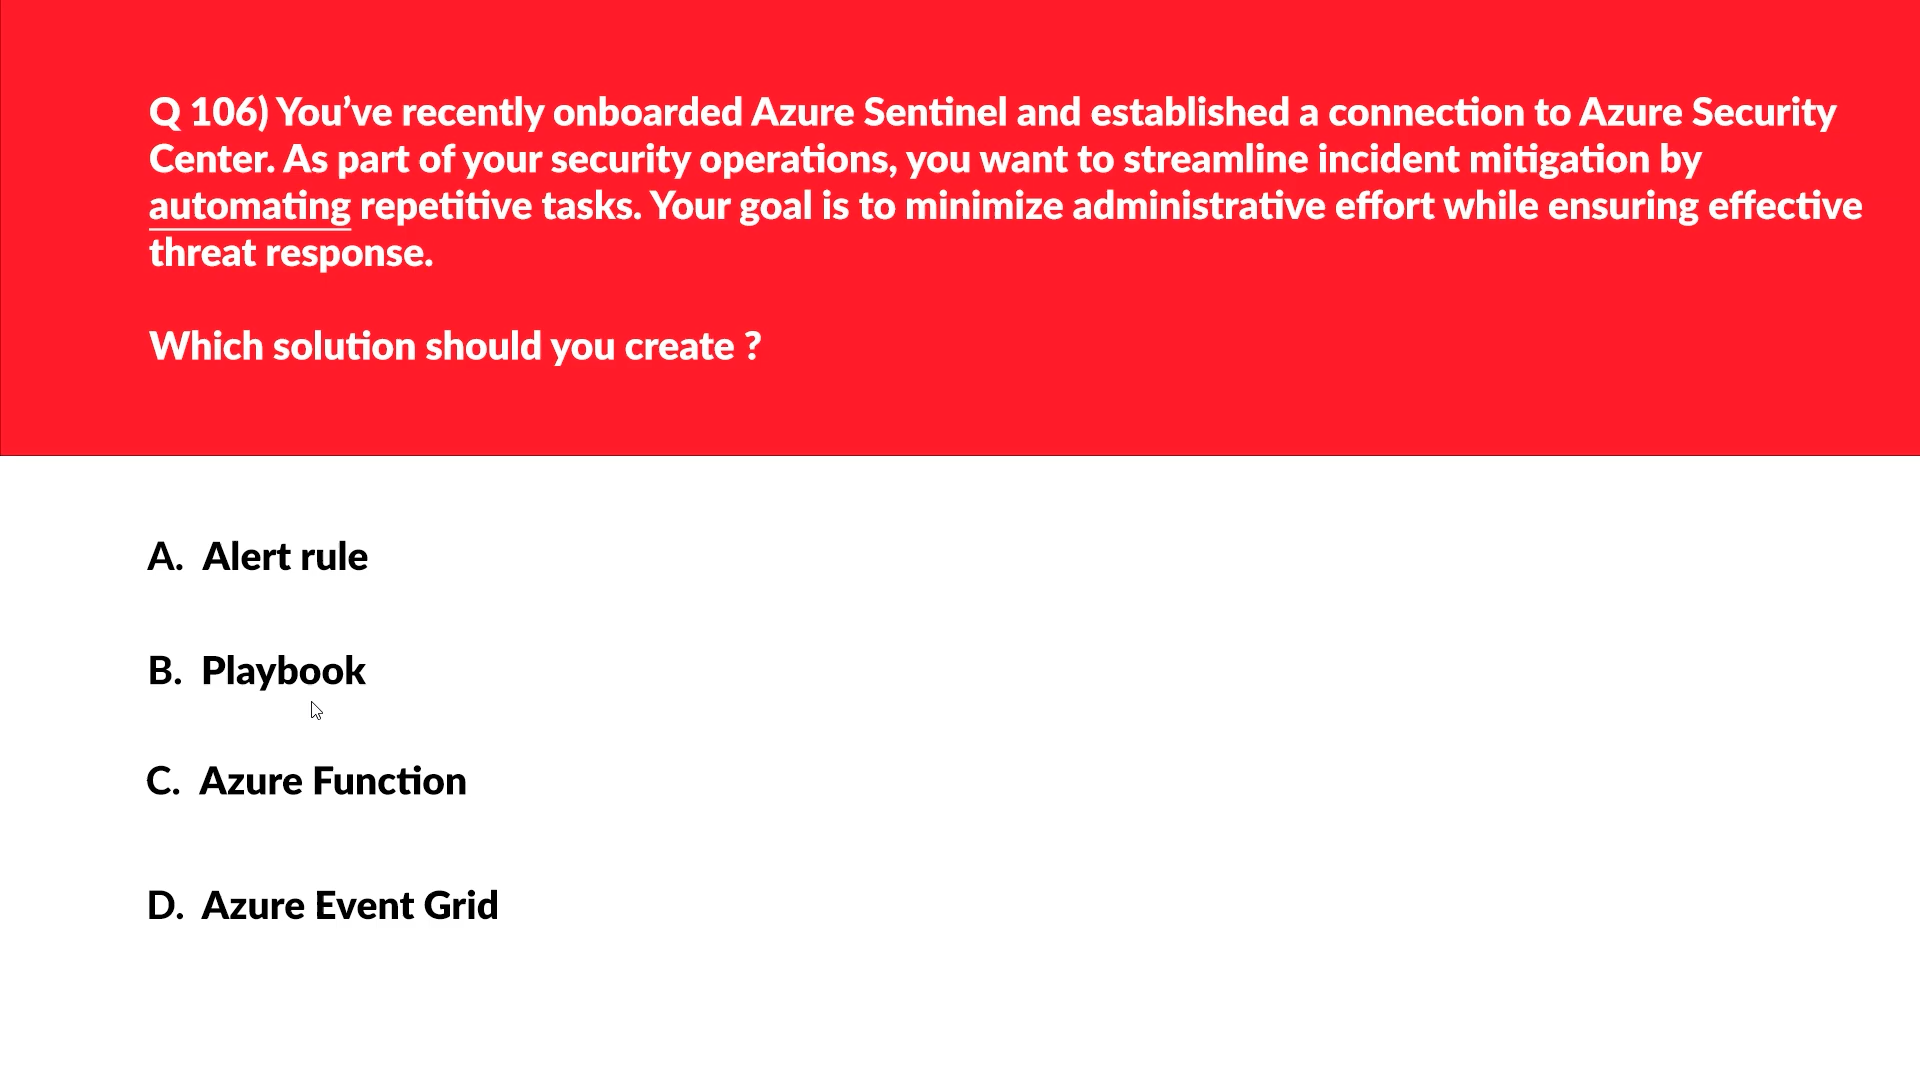 Q 106) You’ve recently onboarded Azure Sentinel and established a connection to Azure Security
Center. As part of your security operations, you want to streamline incident mitigation by
automating repetitive tasks. Your goal is to minimize administrative effort while ensuring effective
threat response.
Which solution should you create ?
A. Alert rule
B. Playbook
C. Azure Function
D. Azure Event Grid